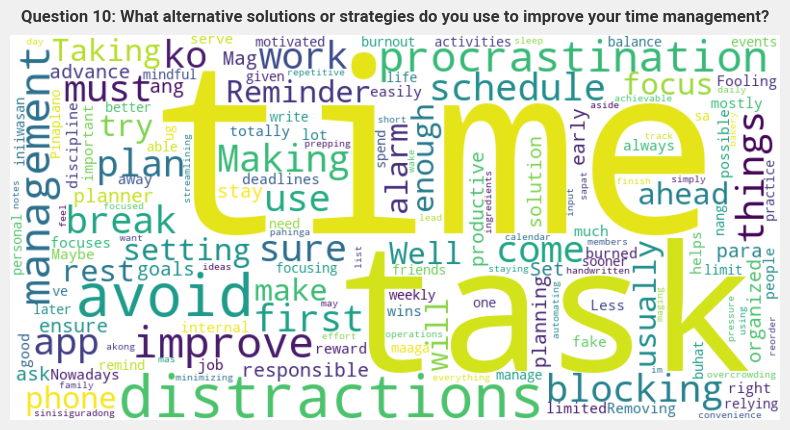 Question 10: What alternative solutions or strategies do you use to improve your time management?
day serve motivated burnout activities sleep balance events
Taking ko Mag work procrastination
advance mindful given repetitive life Fooling
must ang Reminder easily schedule focus mostly
management iniiwasan Pinaplano discipline important better try able ug totally write lot alarm spend short enough early aside achievable daily
time
streamlining prepping wake productive ingredients solution always track bakery sa possible things practice
plan away Making deadlines
planner focused stay use need lead input sapat simply finish ahead hang
personal notes feel break want pahinga calendar members much helps para
focuses setting sure Well come burned limit people
Maybe rest goals ideas focusing list friends staying Set sooner handwritten
ve avoid make weekly one planning automating Less usually maging organized pressure using reorder
later ensure first may wins will
task
good app akong internal effort operations fake
improve reward maaga im buhat
remind mas job responsible manage overcrowding
ask Nowadays minimizing everything
phone family distractions blocking right
sinisiguradong limited Removing relying
convenience